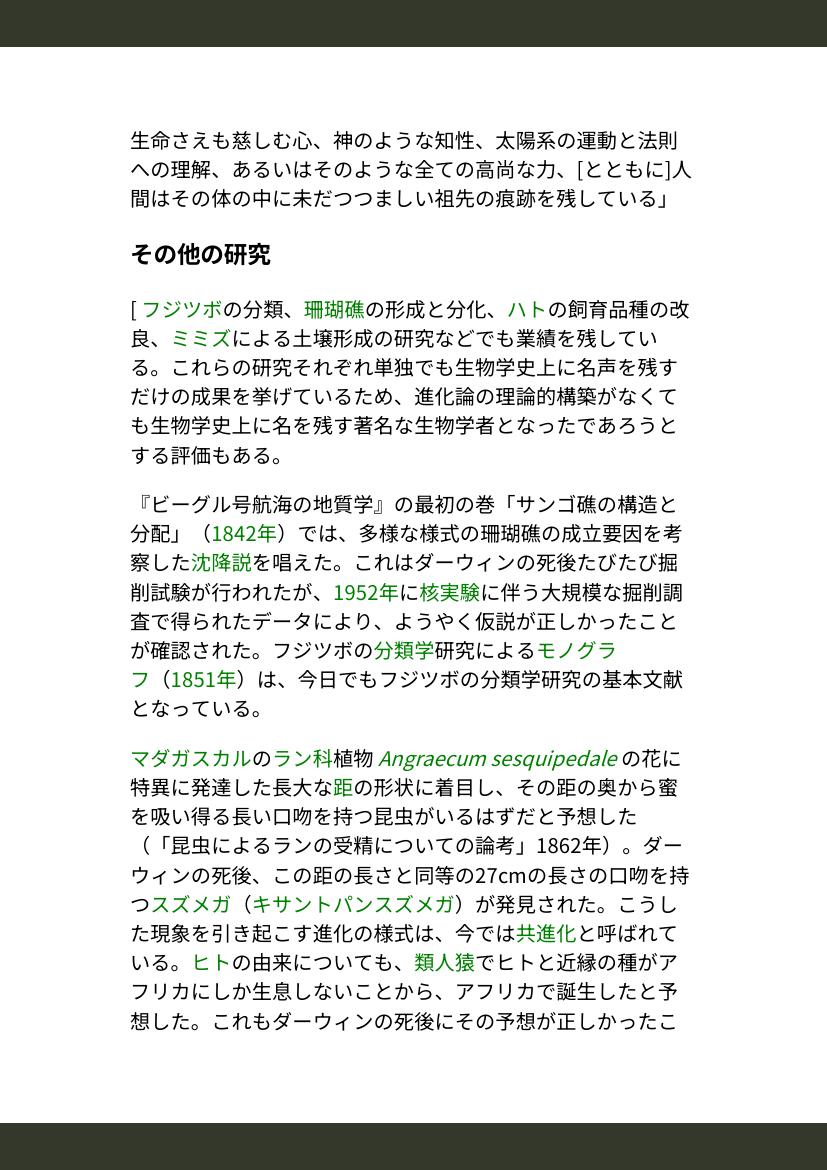 生命さえも慈しむ心、神のような知性、太陽系の運動と法則
への理解、あるいはそのような全ての高尚な力、[とともに]人
間はその体の中に未だつつましい祖先の痕跡を残している」
その他の研究
[ フジツボの分類、珊瑚礁の形成と分化、ハトの飼育品種の改
良、ミミズによる土壌形成の研究などでも業績を残してい
る。これらの研究それぞれ単独でも生物学史上に名声を残す
だけの成果を挙げているため、進化論の理論的構築がなくて
も生物学史上に名を残す著名な生物学者となったであろうと
する評価もある。
『ビーグル号航海の地質学』の最初の巻「サンゴ礁の構造と
分配」（1842年）では、多様な様式の珊瑚礁の成立要因を考
察した沈降説を唱えた。これはダーウィンの死後たびたび掘
削試験が行われたが、1952年に核実験に伴う大規模な掘削調
査で得られたデータにより、ようやく仮説が正しかったこと
が確認された。フジツボの分類学研究によるモノグラ
フ（1851年）は、今日でもフジツボの分類学研究の基本文献
となっている。
マダガスカルのラン科植物 Angraecum sesquipedale の花に
特異に発達した長大な距の形状に着目し、その距の奥から蜜
を吸い得る長い口吻を持つ昆虫がいるはずだと予想した
（「昆虫によるランの受精についての論考」1862年）。ダー
ウィンの死後、この距の長さと同等の27cmの長さの口吻を持
つスズメガ（キサントパンスズメガ）が発見された。こうし
た現象を引き起こす進化の様式は、今では共進化と呼ばれて
いる。ヒトの由来についても、類人猿でヒトと近縁の種がア
フリカにしか生息しないことから、アフリカで誕生したと予
想した。これもダーウィンの死後にその予想が正しかったこ